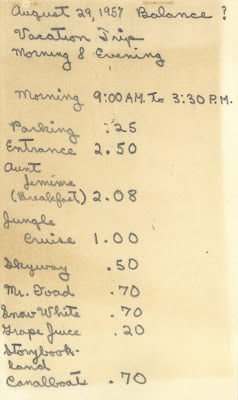 August 29, 1957 Balance ?
Vacation Trip
Morning & Evening
Morning 9:00 A.M. To 3:30 P.M.
Parking .25
Entrance 2.50
Aunt
Jemima
(Breakfast) 2.08
Jungle
Cruise 1.00
Skyway .50
Mr. Toad .70
Snow White .70
Grape Juice .20
Storybook-
land
Canalboats .70